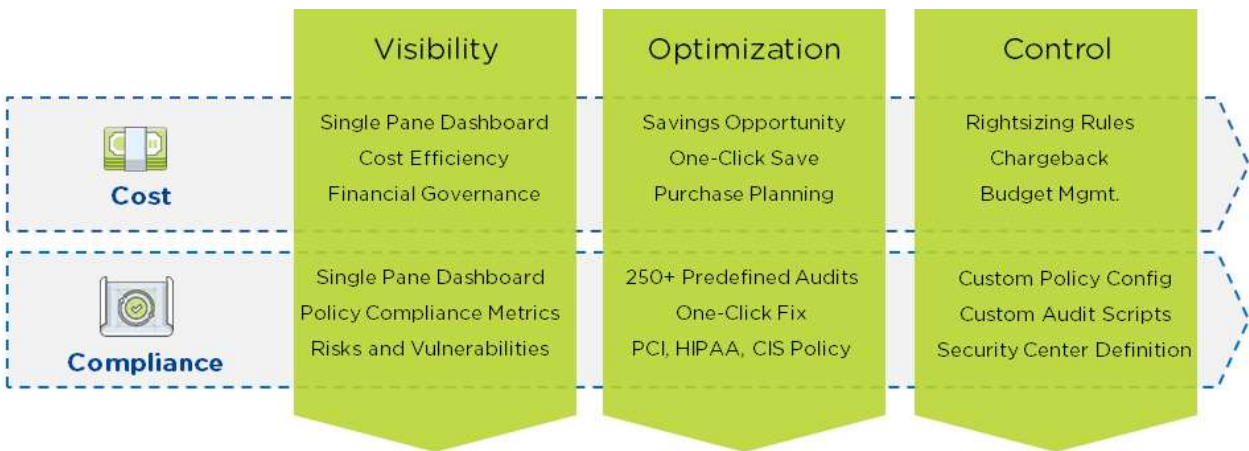 Visibility
Optimization
Control
Cost
Single Pane Dashboard
Cost Efficiency
Financial Governance
Savings Opportunity
One-Click Save
Purchase Planning
Rightsizing Rules
Chargeback
Budget Mgmt.
Compliance
Single Pane Dashboard
Policy Compliance Metrics
Risks and Vulnerabilities
250+ Predefined Audits
One-Click Fix
PCI, HIPAA, CIS Policy
Custom Policy Config
Custom Audit Scripts
Security Center Definition